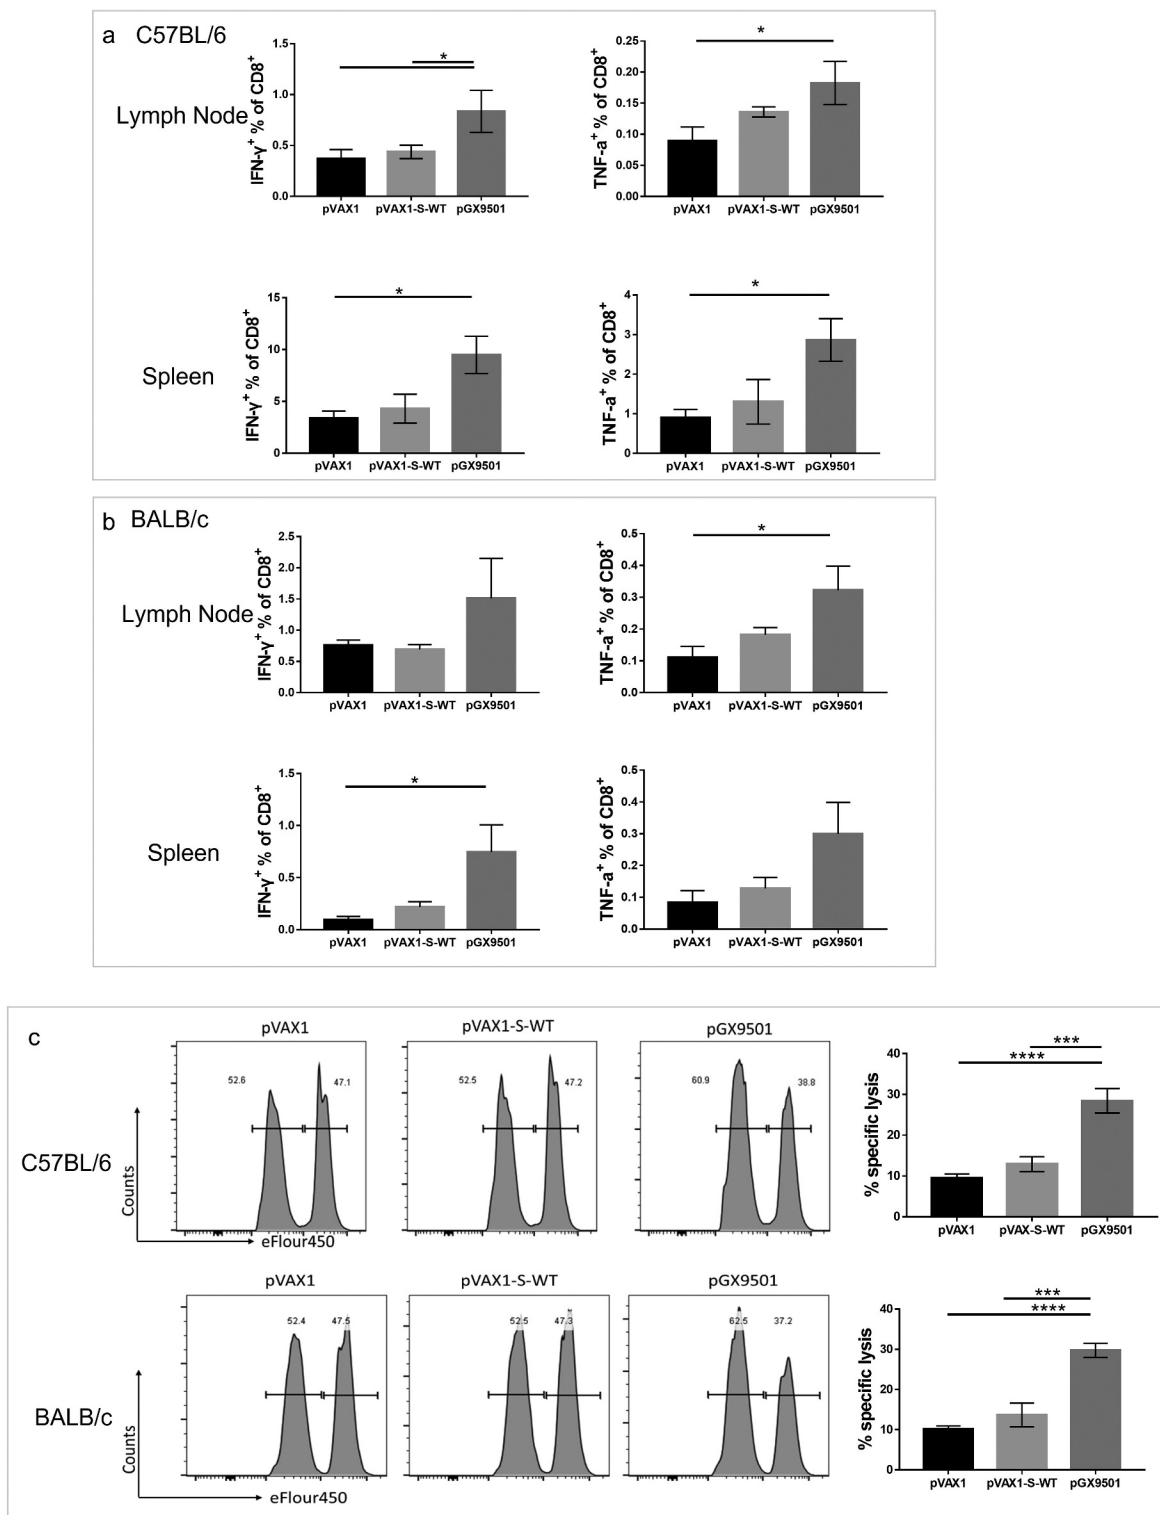 a C57BL/6
Lymph Node
IFN-γ+ % of CD8+
1.5
1.0
0.5
0.0
*
pVAX1 pVAX1-S-WT pGX9501
TNF-a+ % of CD8+
0.25
0.20
0.15
0.10
0.05
0.00
*
pVAX1 pVAX1-S-WT pGX9501
Spleen
IFN-γ+ % of CD8+
15
10
5
0
*
pVAX1 pVAX1-S-WT pGX9501
TNF-a+ % of CD8+
4
3
2
1
0
*
pVAX1 pVAX1-S-WT pGX9501
b BALB/c
Lymph Node
IFN-γ+ % of CD8+
2.5
2.0
1.5
1.0
0.5
0.0
pVAX1 pVAX1-S-WT pGX9501
TNF-a+ % of CD8+
0.5
0.4
0.3
0.2
0.1
0.0
*
pVAX1 pVAX1-S-WT pGX9501
Spleen
IFN-γ+ % of CD8+
1.5
1.0
0.5
0.0
*
pVAX1 pVAX1-S-WT pGX9501
TNF-a+ % of CD8+
0.5
0.4
0.3
0.2
0.1
0.0
pVAX1 pVAX1-S-WT pGX9501
c
C57BL/6
Counts
eFlour450
pVAX1
52.6 47.1
pVAX1-S-WT
52.5 47.2
pGX9501
60.9 38.8
% specific lysis
40
30
20
10
0
***
****
pVAX1 pVAX-S-WT pGX9501
BALB/c
Counts
eFlour450
pVAX1
52.4 47.5
pVAX1-S-WT
52.5 47.3
pGX9501
62.5 37.2
% specific lysis
40
30
20
10
0
***
****
pVAX1 pVAX1-S-WT pGX9501